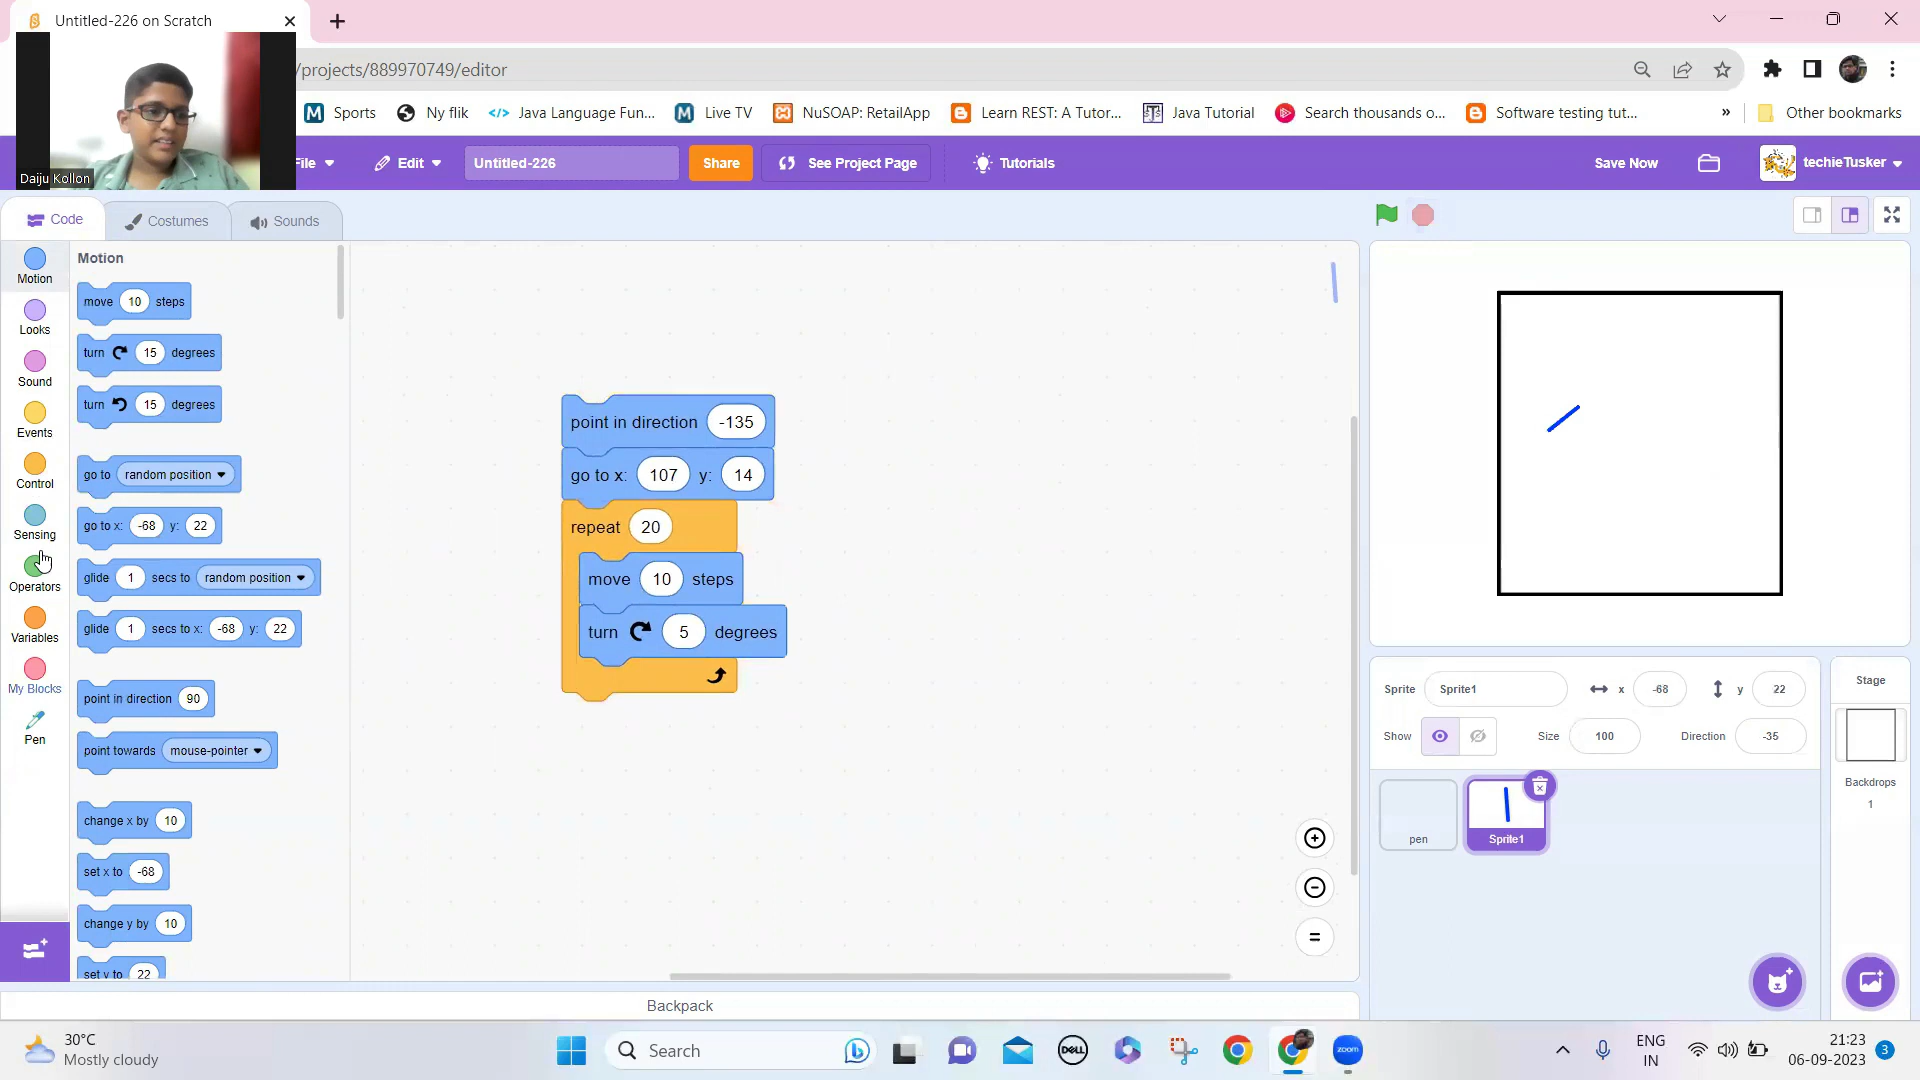 Untitled-226 on Scratch
/projects/889970749/editor
Sports
Ny flik
Java Language Fun...
Live TV
NuSOAP: RetailApp
Learn REST: A Tutor...
Java Tutorial
Search thousands o...
Software testing tut...
»
Other bookmarks
Daiju Kollon
File
Edit
Untitled-226
Share
See Project Page
Tutorials
Save Now
techieTusker
Code
Costumes
Sounds
Motion
Looks
Sound
Events
Control
Sensing
Operators
Variables
My Blocks
Pen
Motion
move 10 steps
turn 15 degrees
turn 15 degrees
go to random position
go to x: -68 y: 22
glide 1 secs to random position
glide 1 secs to x: -68 y: 22
point in direction 90
point towards mouse-pointer
change x by 10
set x to -68
change y by 10
set y to 22
point in direction -135
go to x: 107 y: 14
repeat 20
move 10 steps
turn 5 degrees
Sprite Sprite1 x -68 y 22
Show Size 100 Direction -35
pen
Sprite1
Stage
Backdrops
1
Backpack
30°C
Mostly cloudy
Search
DELL
zoom
ENG
IN
21:23
06-09-2023
3